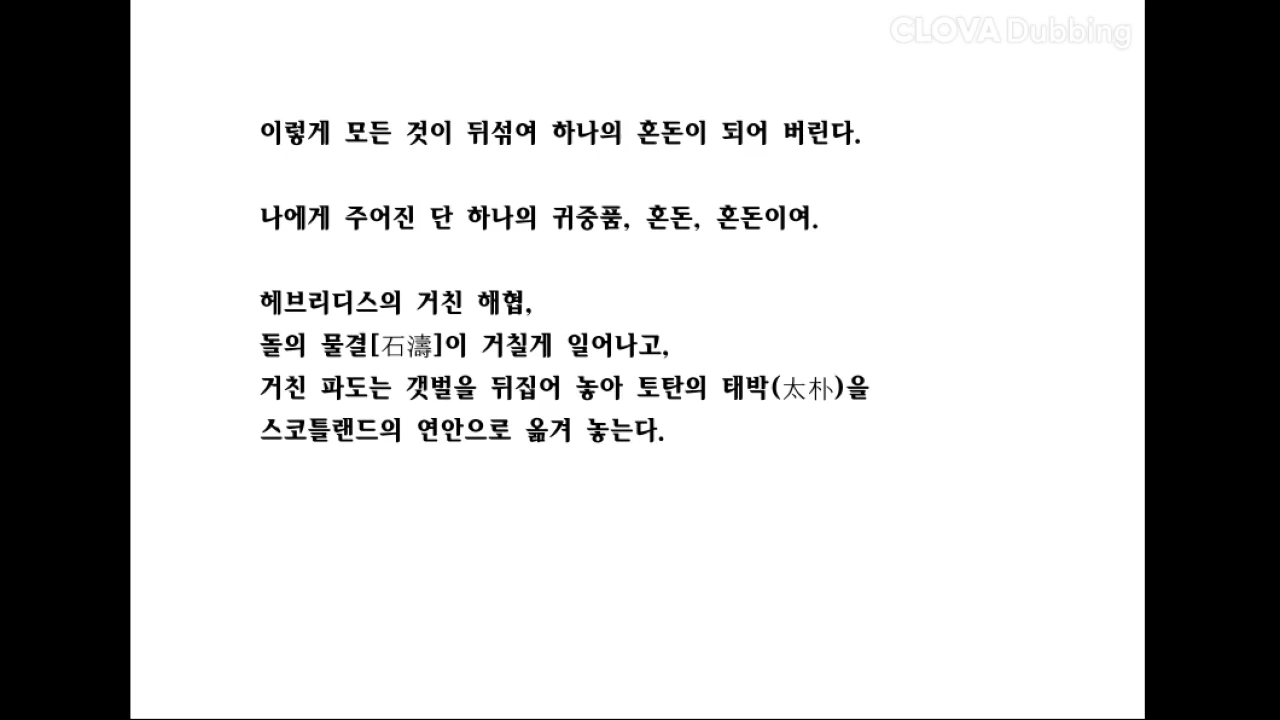 CLOVA Dubbing
이렇게 모든 것이 뒤섞여 하나의 혼돈이 되어 버린다.
나에게 주어진 단 하나의 귀중품, 혼돈, 혼돈이여.
헤브리디스의 거친 해협,
돌의 물결[石濤]이 거칠게 일어나고,
거친 파도는 갯벌을 뒤집어 놓아 토탄의 태박(太朴)을
스코틀랜드의 연안으로 옮겨 놓는다.